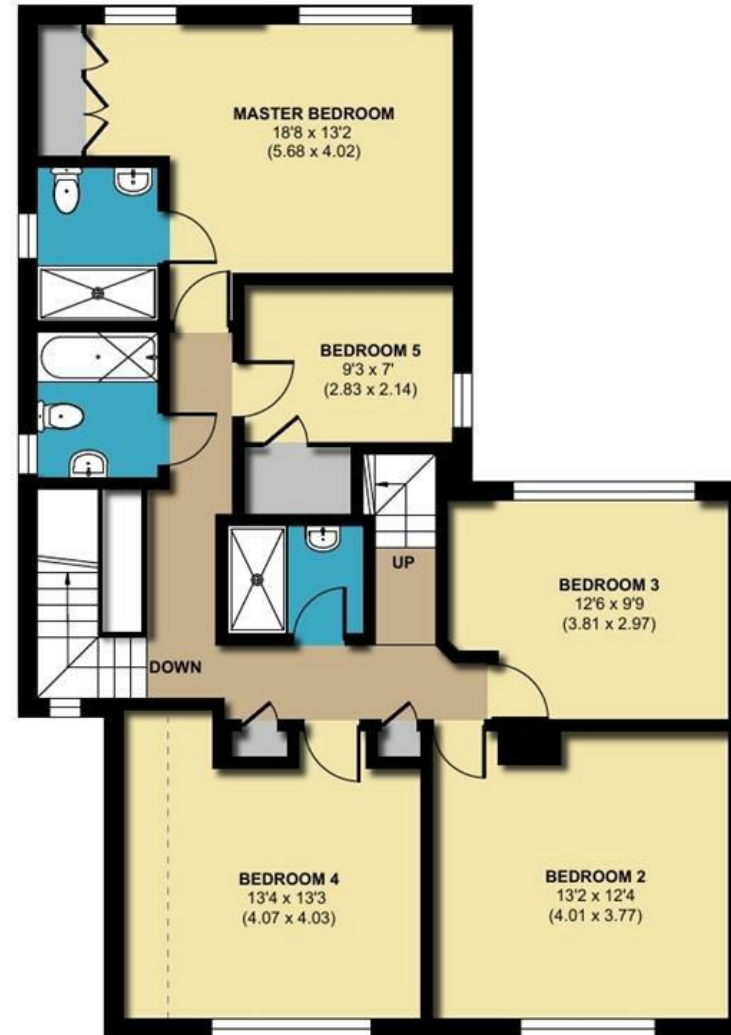 MASTER BEDROOM
18'8 x 13'2
(5.68 x 4.02)
BEDROOM 5
9'3 x 7'
(2.83 x 2.14)
UP
BEDROOM 3
12'6 x 9'9
(3.81 x 2.97)
DOWN
BEDROOM 4
13'4 x 13'3
(4.07 x 4.03)
BEDROOM 2
13'2 x 12'4
(4.01 x 3.77)